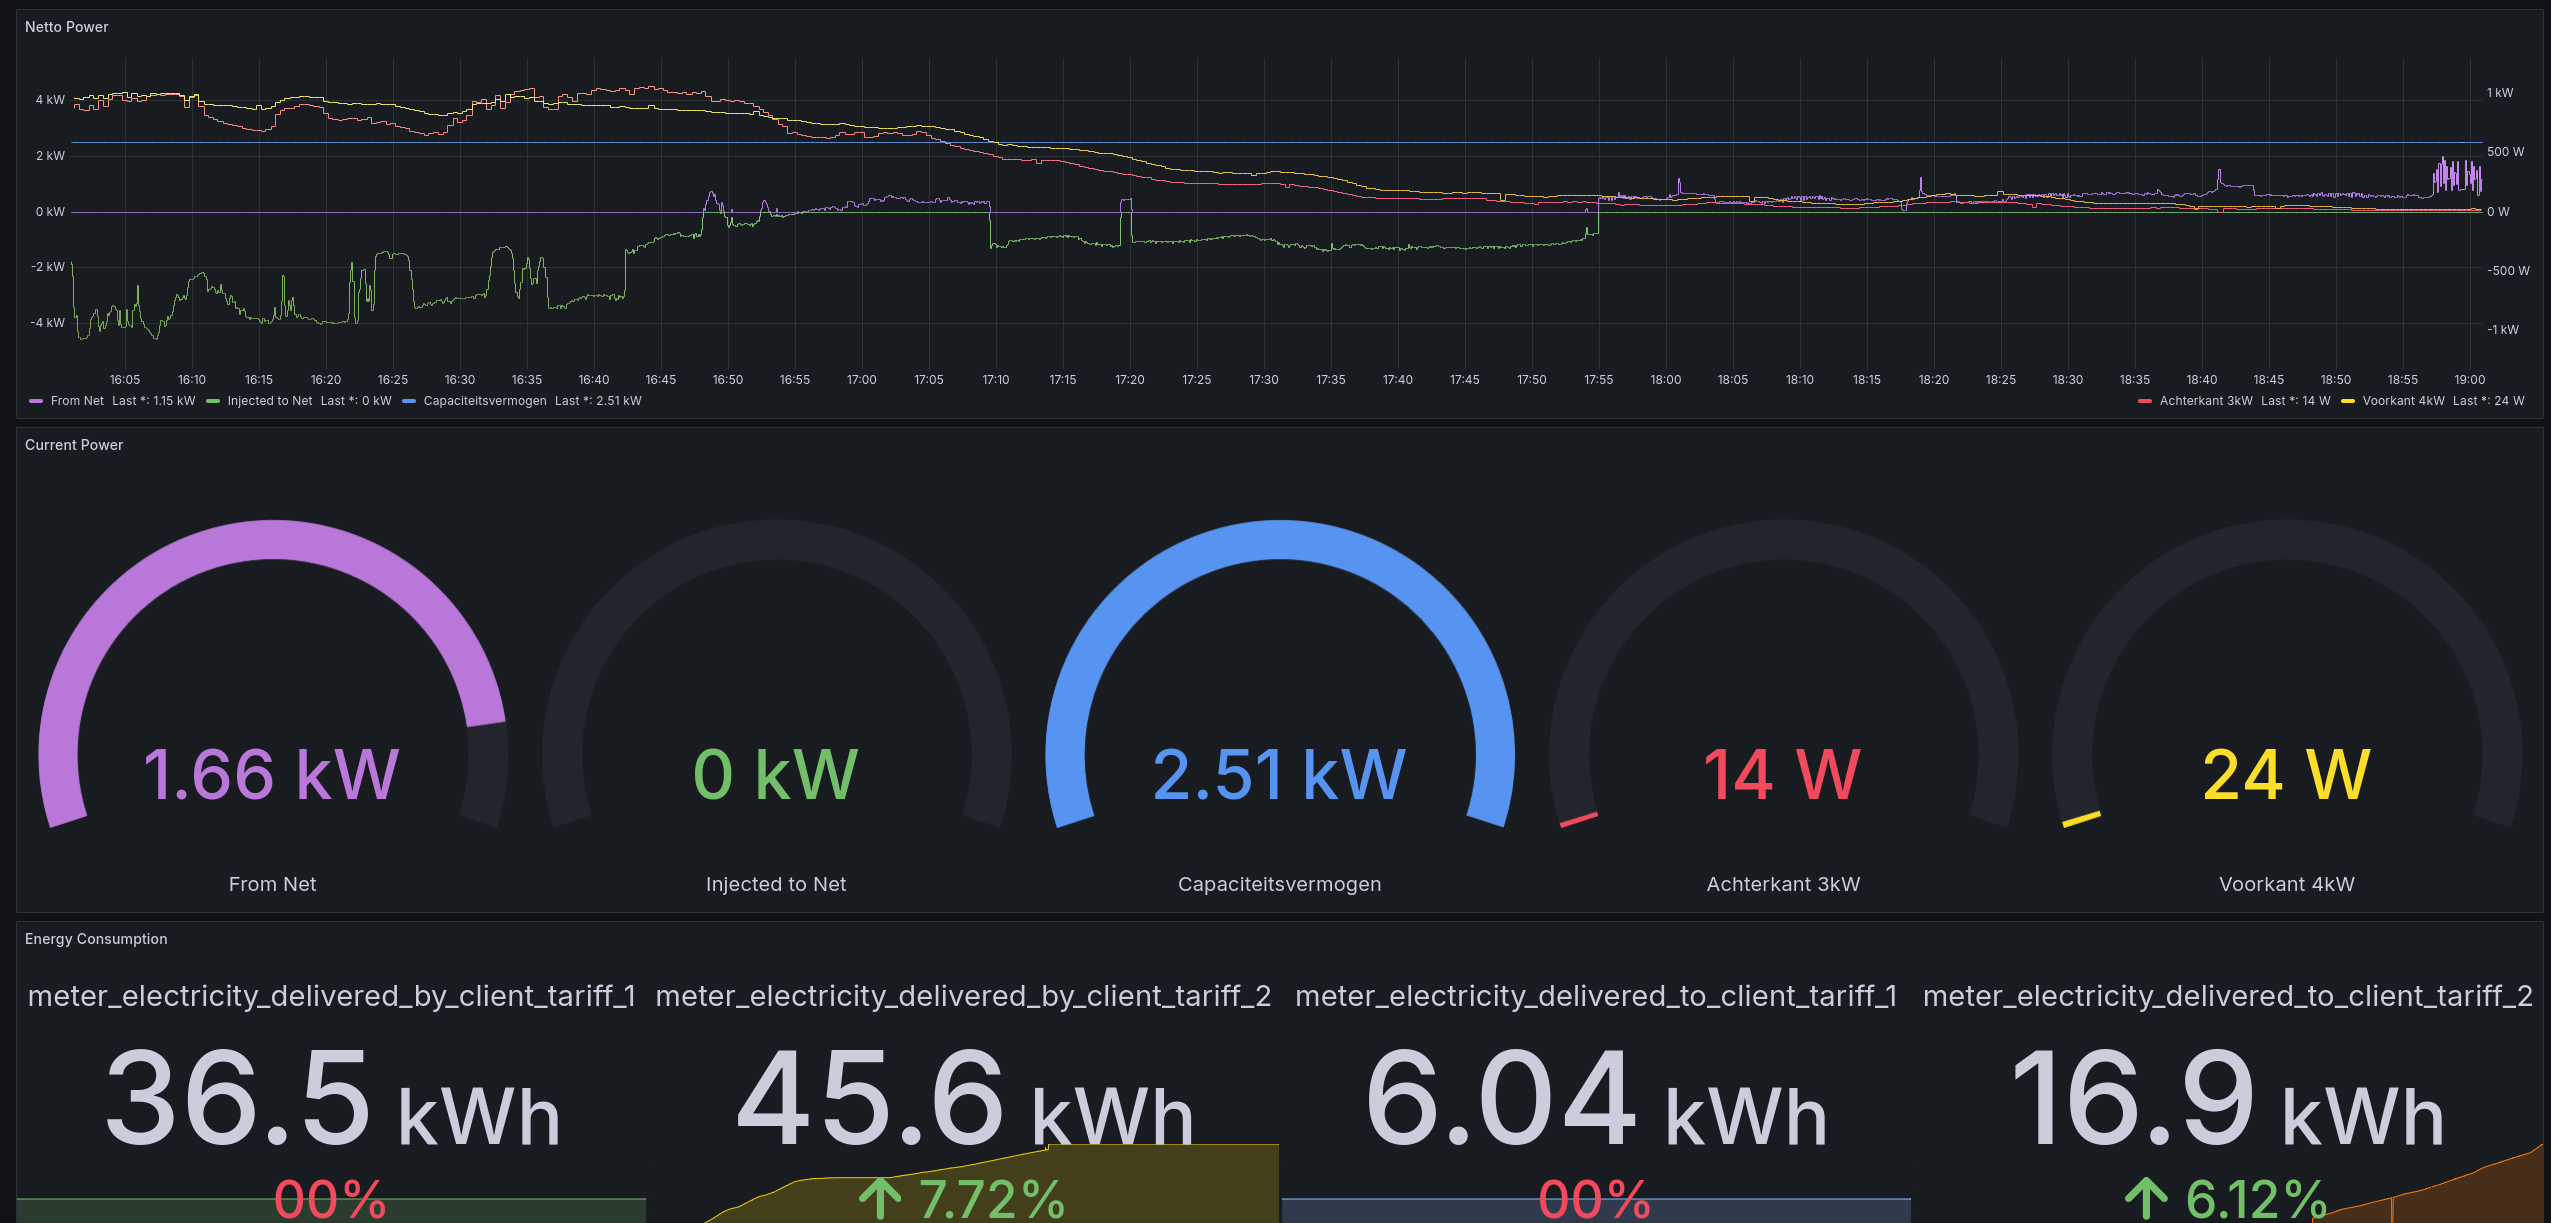 Netto Power
4 kW
2 kW
0 kW
-2 kW
-4 kW
1 kW
500 W
0 W
-500 W
-1 kW
16:05 16:10 16:15 16:20 16:25 16:30 16:35 16:40 16:45 16:50 16:55 17:00 17:05 17:10 17:15 17:20 17:25 17:30 17:35 17:40 17:45 17:50 17:55 18:00 18:05 18:10 18:15 18:20 18:25 18:30 18:35 18:40 18:45 18:50 18:55 19:00
From Net Last *: 1.15 kW Injected to Net Last *: 0 kW Capaciteitsvermogen Last *: 2.51 kW Achterkant 3kW Last *: 14 W Voorkant 4kW Last *: 24 W
Current Power
1.66 kW 0 kW 2.51 kW 14 W 24 W
From Net Injected to Net Capaciteitsvermogen Achterkant 3kW Voorkant 4kW
Energy Consumption
meter_electricity_delivered_by_client_tariff_1 meter_electricity_delivered_by_client_tariff_2 meter_electricity_delivered_to_client_tariff_1 meter_electricity_delivered_to_client_tariff_2
36.5 kWh 45.6 kWh 6.04 kWh 16.9 kWh
00% 7.72% 00% 6.12%